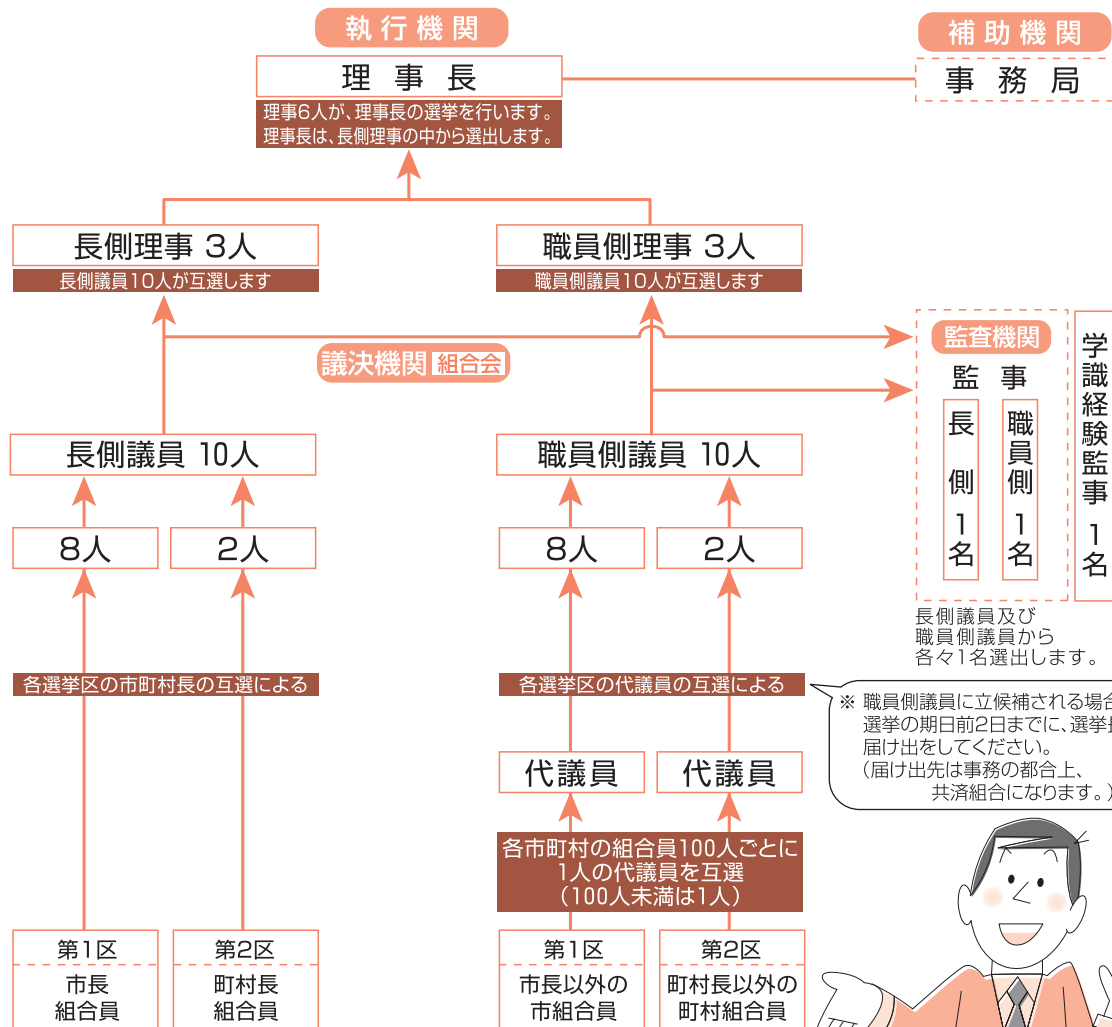 執行機関
補助機関
理事長
事務局
理事6人が、理事長の選挙を行います。
理事長は、長側理事の中から選出します。
長側理事 3人
職員側理事 3人
長側議員10人が互選します
職員側議員10人が互選します
議決機関 組合会
監査機関
監事
長側 1名
職員側 1名
学識経験監事 1名
長側議員及び
職員側議員から
各々1名選出します。
長側議員 10人
職員側議員 10人
8人
2人
8人
2人
各選挙区の市町村長の互選による
各選挙区の代議員の互選による
※ 職員側議員に立候補される場合
選挙の期日前2日までに、選挙長
届け出をしてください。
(届け出先は事務の都合上、
共済組合になります。)
代議員
代議員
各市町村の組合員100人ごとに
1人の代議員を互選
(100人未満は1人)
第1区
市長
組合員
第2区
町村長
組合員
第1区
市長以外の
市組合員
第2区
町村長以外の
町村組合員